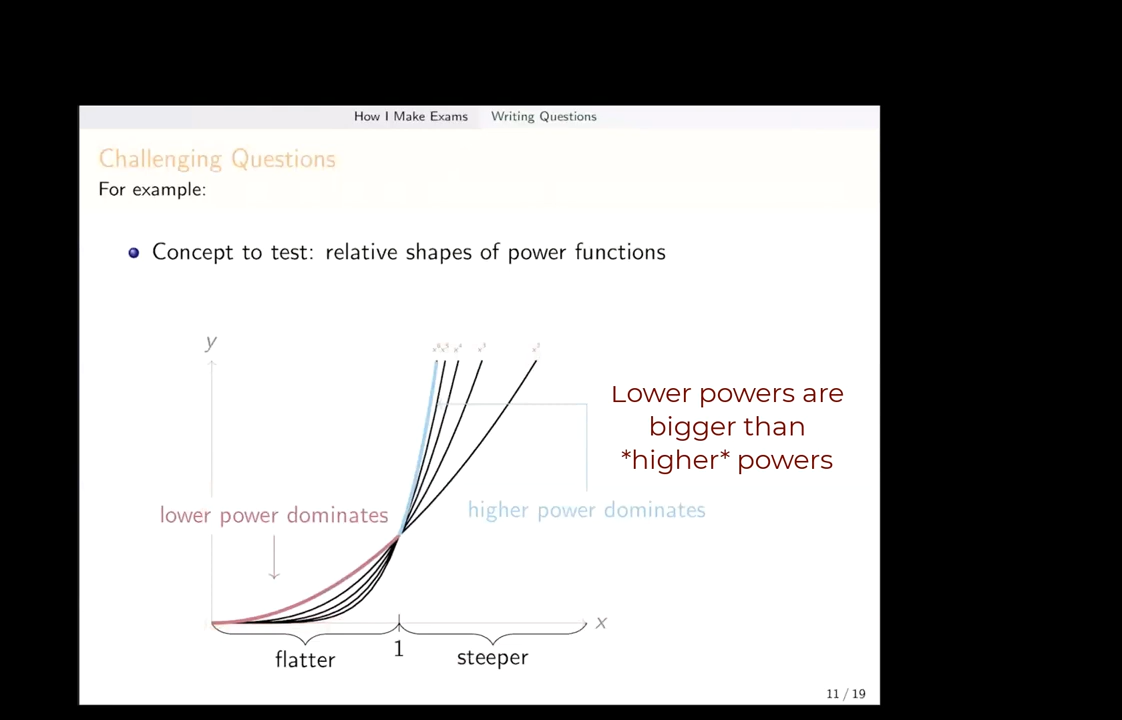 How I Make Exams Writing Questions
Challenging Questions
For example:
Concept to test: relative shapes of power functions
y
Lower powers are
bigger than
*higher* powers
lower power dominates
higher power dominates
x
1
flatter
steeper
11 / 19